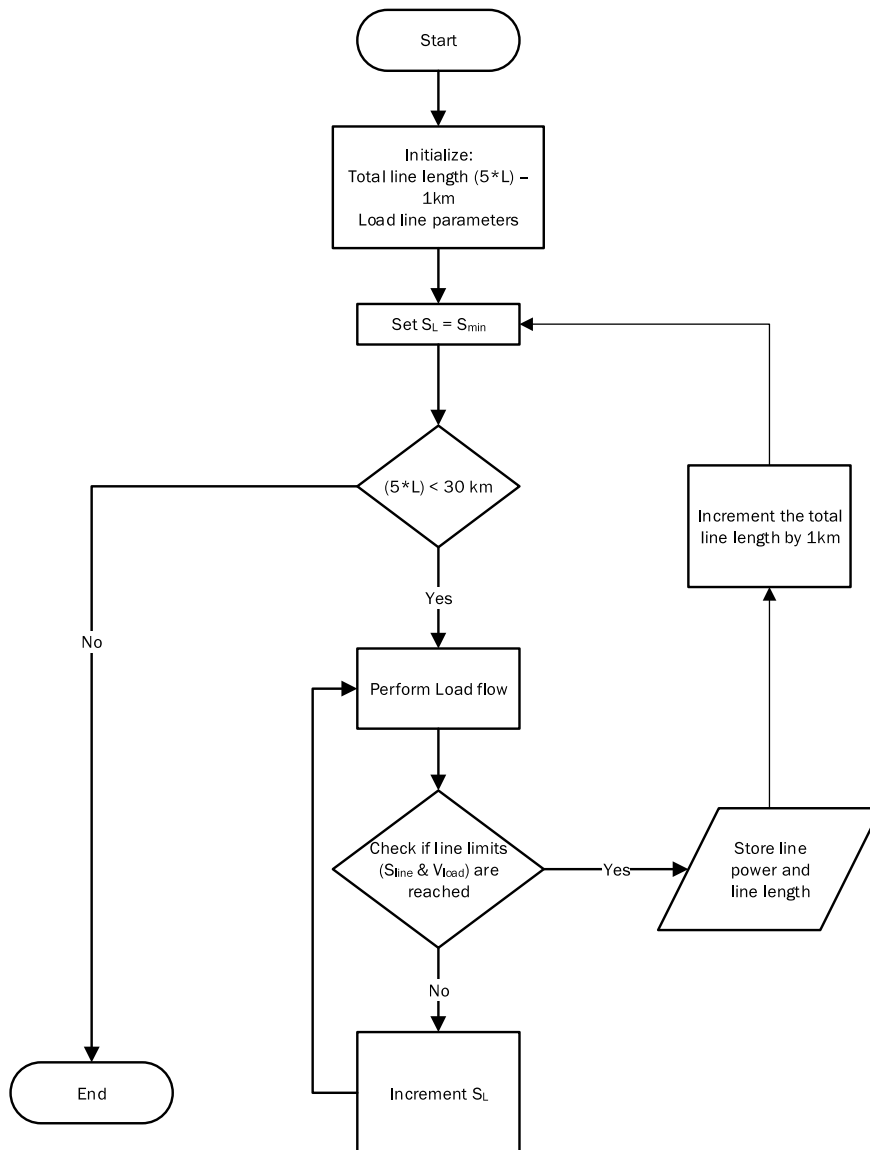 Start
Initialize:
Total line length (5*L) –
1km
Load line parameters
Set SL = Smin
(5*L) < 30 km
Increment the total
line length by 1km
Yes
No
Perform Load flow
Check if line limits
(Sline & Vload) are
reached
Yes
Store line
power and
line length
No
End
Increment SL